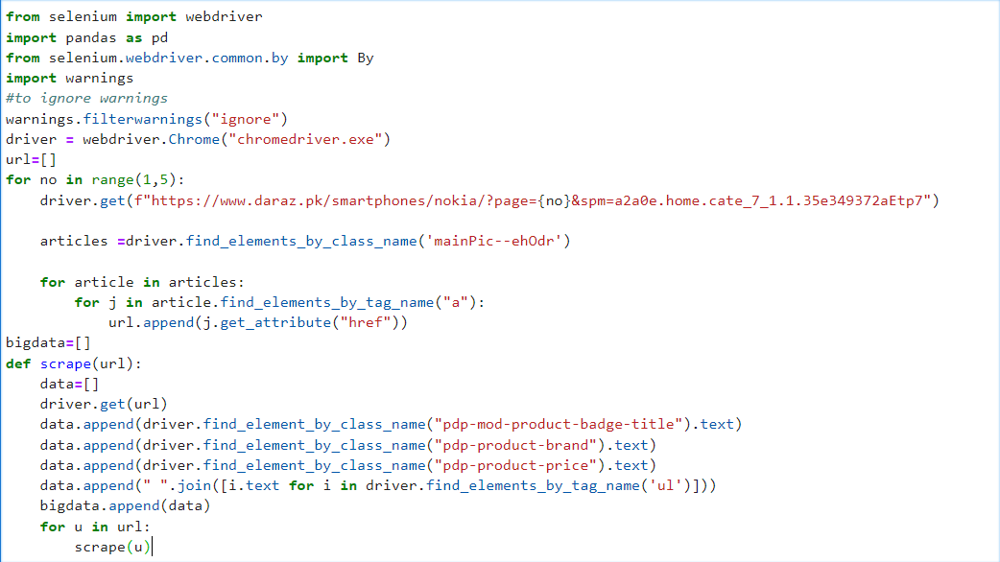 from selenium import webdriver
import pandas as pd
from selenium.webdriver.common.by import By
import warnings
#to ignore warnings
warnings.filterwarnings("ignore")
driver = webdriver.Chrome("chromedriver.exe")
url=[]
for no in range(1,5):
    driver.get(f"https://www.daraz.pk/smartphones/nokia/?page={no}&spm=a2a0e.home.cate_7_1.1.35e349372aEtp7")
    articles =driver.find_elements_by_class_name('mainPic--ehOdr')
    for article in articles:
        for j in article.find_elements_by_tag_name("a"):
            url.append(j.get_attribute("href"))
bigdata=[]
def scrape(url):
    data=[]
    driver.get(url)
    data.append(driver.find_element_by_class_name("pdp-mod-product-badge-title").text)
    data.append(driver.find_element_by_class_name("pdp-product-brand").text)
    data.append(driver.find_element_by_class_name("pdp-product-price").text)
    data.append(" ".join([i.text for i in driver.find_elements_by_tag_name('ul')]))
    bigdata.append(data)
    for u in url:
        scrape(u)